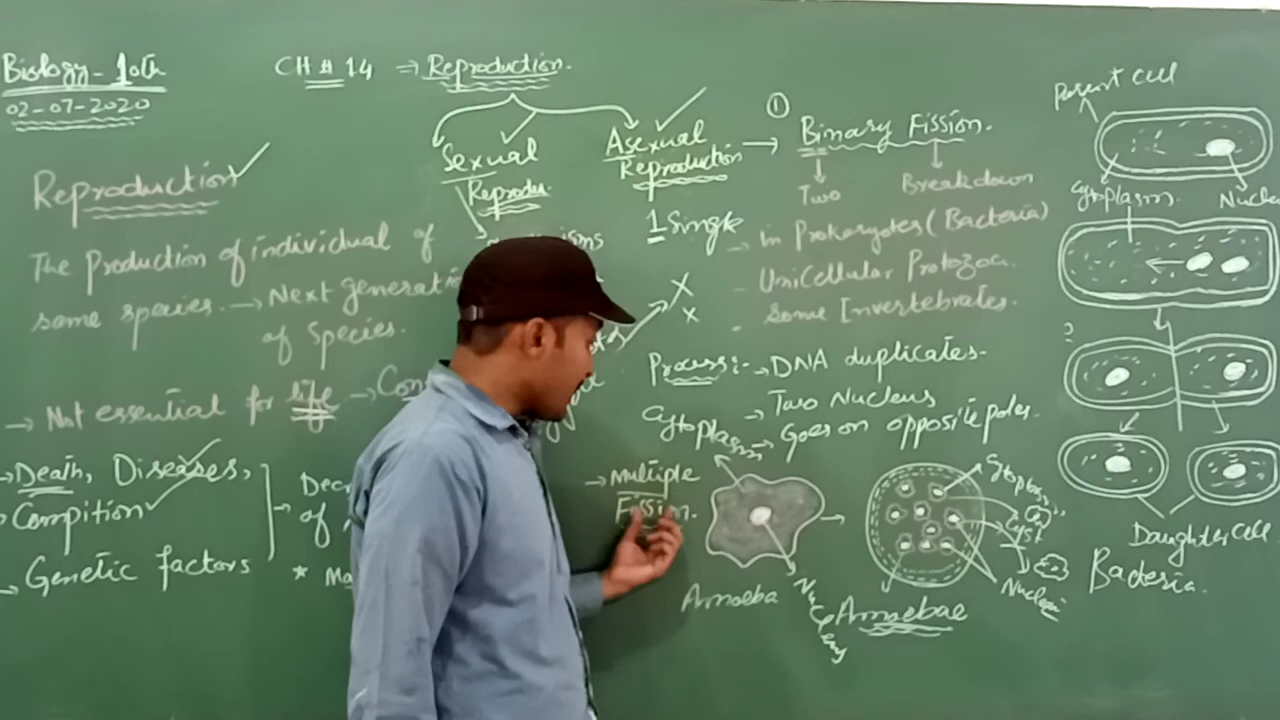 Biology - 10th
02-07-2020
CH # 14 ⇒ Reproduction.
Sexual
Reprodu:
Asexual
Reproduction →
1 Single
Reproduction
The Production of individual of
same species. → Next generation
of Species.
→ Not essential for life →
→ Death, Diseases,
Compition
→ Genetic factors
① Binary Fission.
Two
Breakdown
→ In Prokaryotes (Bacteria)
- Unicellular Protozoa.
- Some Invertebrates.
Process:- → DNA duplicates-
→ Two Nucleus
→ Goes on opposite poles.
Cytoplasm
→ Multiple
Fission.
Amoeba
Amoebae
Cytoplasm
Cyst
Nucleus
Parent cell
Cytoplasm.
Daughter cell
Bacteria.